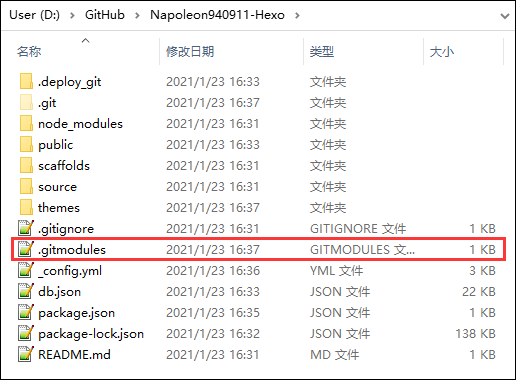 User (D:) > GitHub > Napoleon940911-Hexo >
名称 修改日期 类型 大小
.deploy_git 2021/1/23 16:33 文件夹
.git 2021/1/23 16:37 文件夹
node_modules 2021/1/23 16:31 文件夹
public 2021/1/23 16:33 文件夹
scaffolds 2021/1/23 16:31 文件夹
source 2021/1/23 16:31 文件夹
themes 2021/1/23 16:37 文件夹
.gitignore 2021/1/23 16:31 GITIGNORE 文件 1 KB
.gitmodules 2021/1/23 16:37 GITMODULES 文... 1 KB
_config.yml 2021/1/23 16:36 YML 文件 3 KB
db.json 2021/1/23 16:33 JSON 文件 22 KB
package.json 2021/1/23 16:35 JSON 文件 1 KB
package-lock.json 2021/1/23 16:32 JSON 文件 138 KB
README.md 2021/1/23 16:31 MD 文件 1 KB